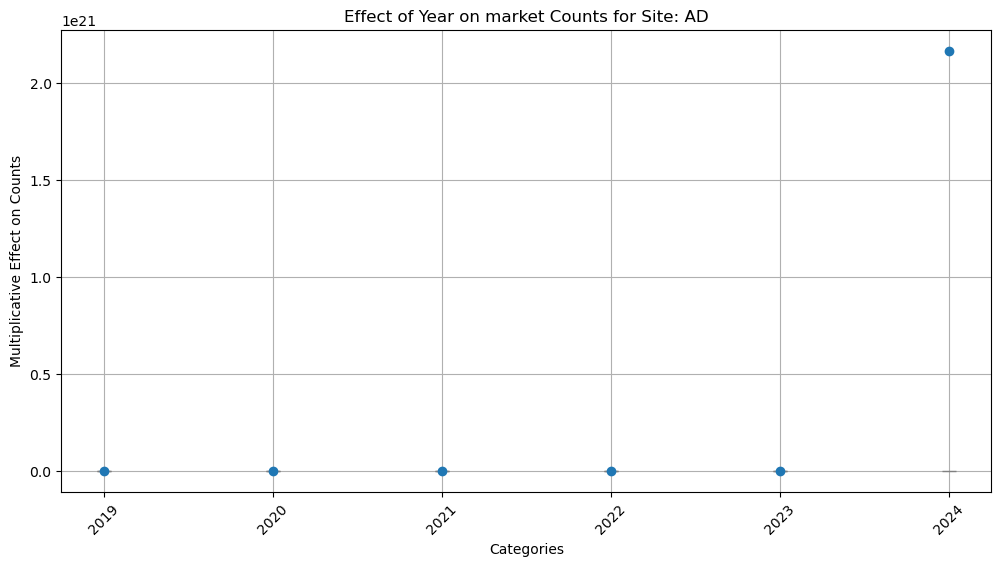 Effect of Year on market Counts for Site: AD
1e21
Multiplicative Effect on Counts
2.0
1.5
1.0
0.5
0.0
2019 2020 2021 2022 2023 2024
Categories